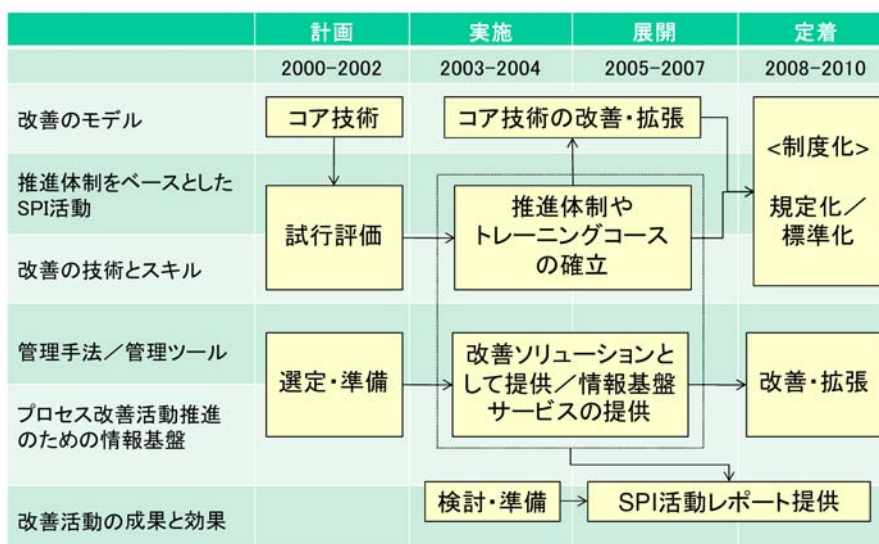 計画 実施 展開 定着
2000-2002 2003-2004 2005-2007 2008-2010
改善のモデル
コア技術
コア技術の改善・拡張
<制度化>
規定化／
標準化
推進体制をベースとした
SPI活動
試行評価
推進体制や
トレーニングコース
の確立
改善の技術とスキル
管理手法／管理ツール
選定・準備
改善ソリューションと
して提供／情報基盤
サービスの提供
改善・拡張
プロセス改善活動推進
のための情報基盤
検討・準備
SPI活動レポート提供
改善活動の成果と効果